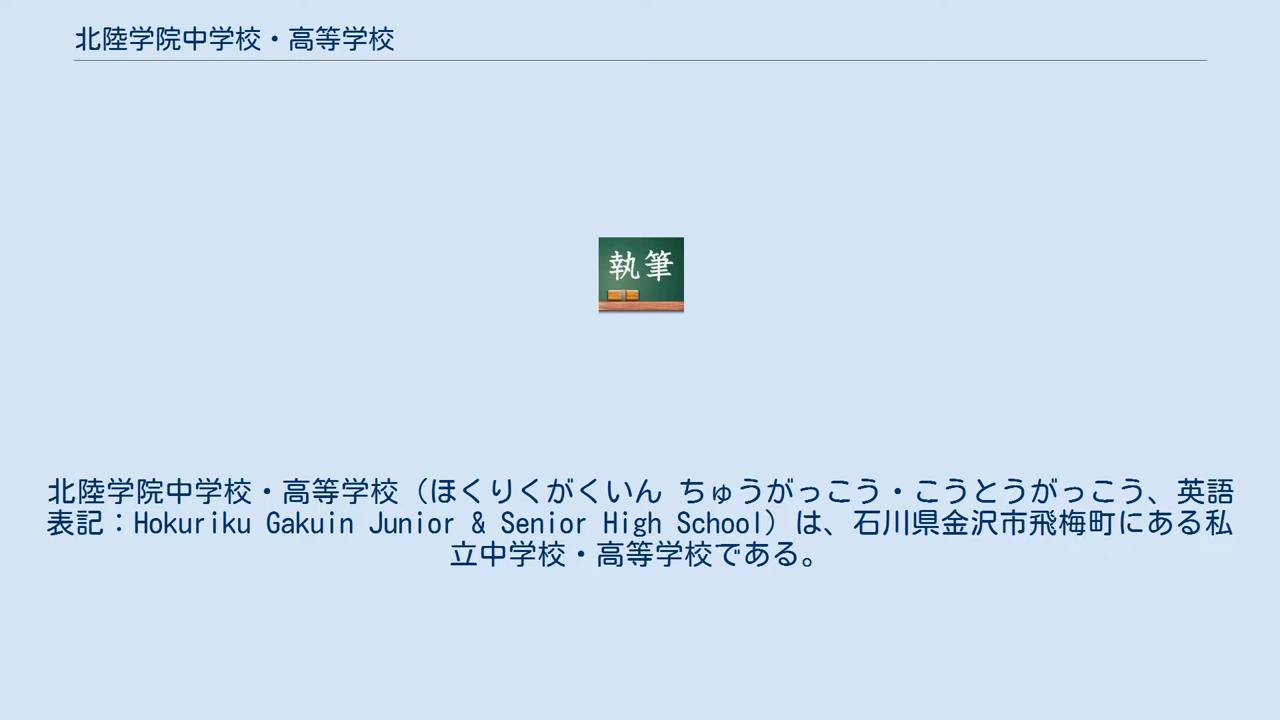 北陸学院中学校・高等学校
執筆
北陸学院中学校・高等学校（ほくりくがくいん ちゅうがっこう・こうとうがっこう、英語
表記：Hokuriku Gakuin Junior & Senior High School）は、石川県金沢市飛梅町にある私
立中学校・高等学校である。